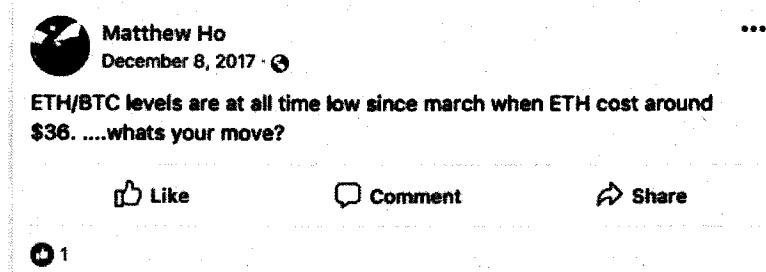 Matthew Ho
December 8, 2017 ·
ETH/BTC levels are at all time low since march when ETH cost around
$36. ....whats your move?
Like Comment Share
1